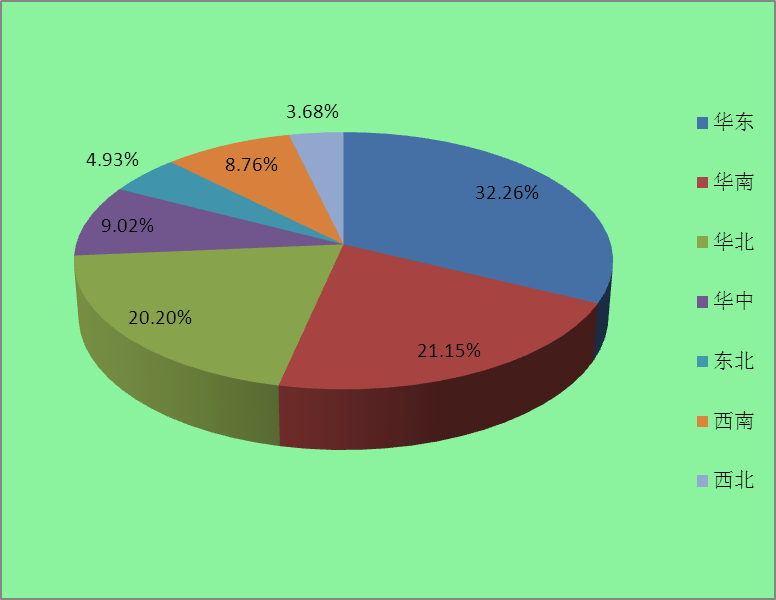 3.68%
4.93%
8.76%
32.26%
9.02%
20.20%
21.15%
华东
华南
华北
华中
东北
西南
西北